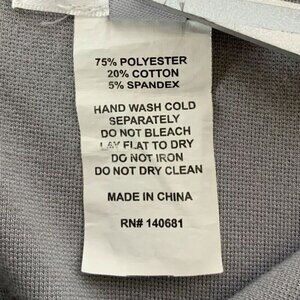 75% POLYESTER
20% COTTON
5% SPANDEX
HAND WASH COLD
SEPARATELY
DO NOT BLEACH
LAY FLAT TO DRY
DO NOT IRON
DO NOT DRY CLEAN
MADE IN CHINA
RN# 140681